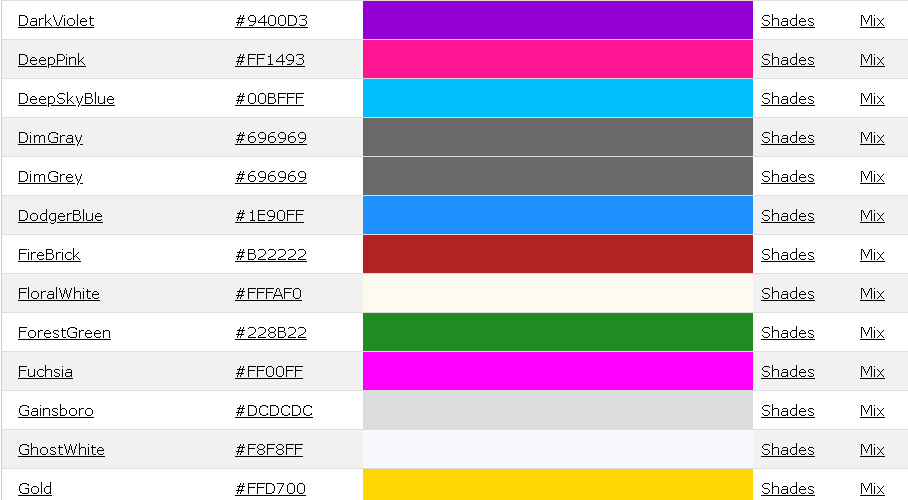 DarkViolet #9400D3 Shades Mix
DeepPink #FF1493 Shades Mix
DeepSkyBlue #00BFFF Shades Mix
DimGray #696969 Shades Mix
DimGrey #696969 Shades Mix
DodgerBlue #1E90FF Shades Mix
FireBrick #B22222 Shades Mix
FloralWhite #FFFAF0 Shades Mix
ForestGreen #228B22 Shades Mix
Fuchsia #FF00FF Shades Mix
Gainsboro #DCDCDC Shades Mix
GhostWhite #F8F8FF Shades Mix
Gold #FFD700 Shades Mix